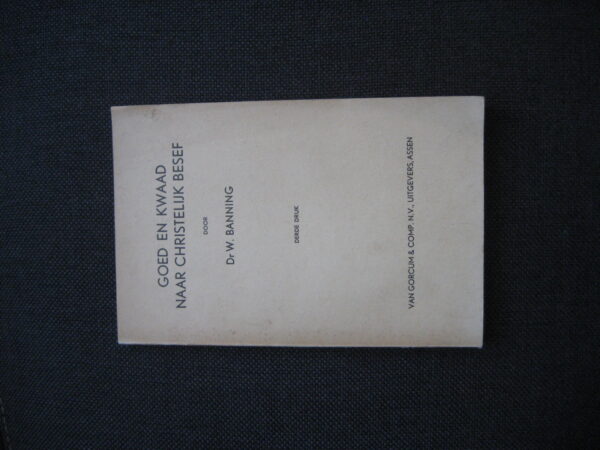 GOED EN KWAAD
NAAR CHRISTELIJK BESEF
DOOR
Dr W. BANNING
DERDE DRUK
VAN GORCUM & COMP. N.V., UITGEVERS, ASSEN